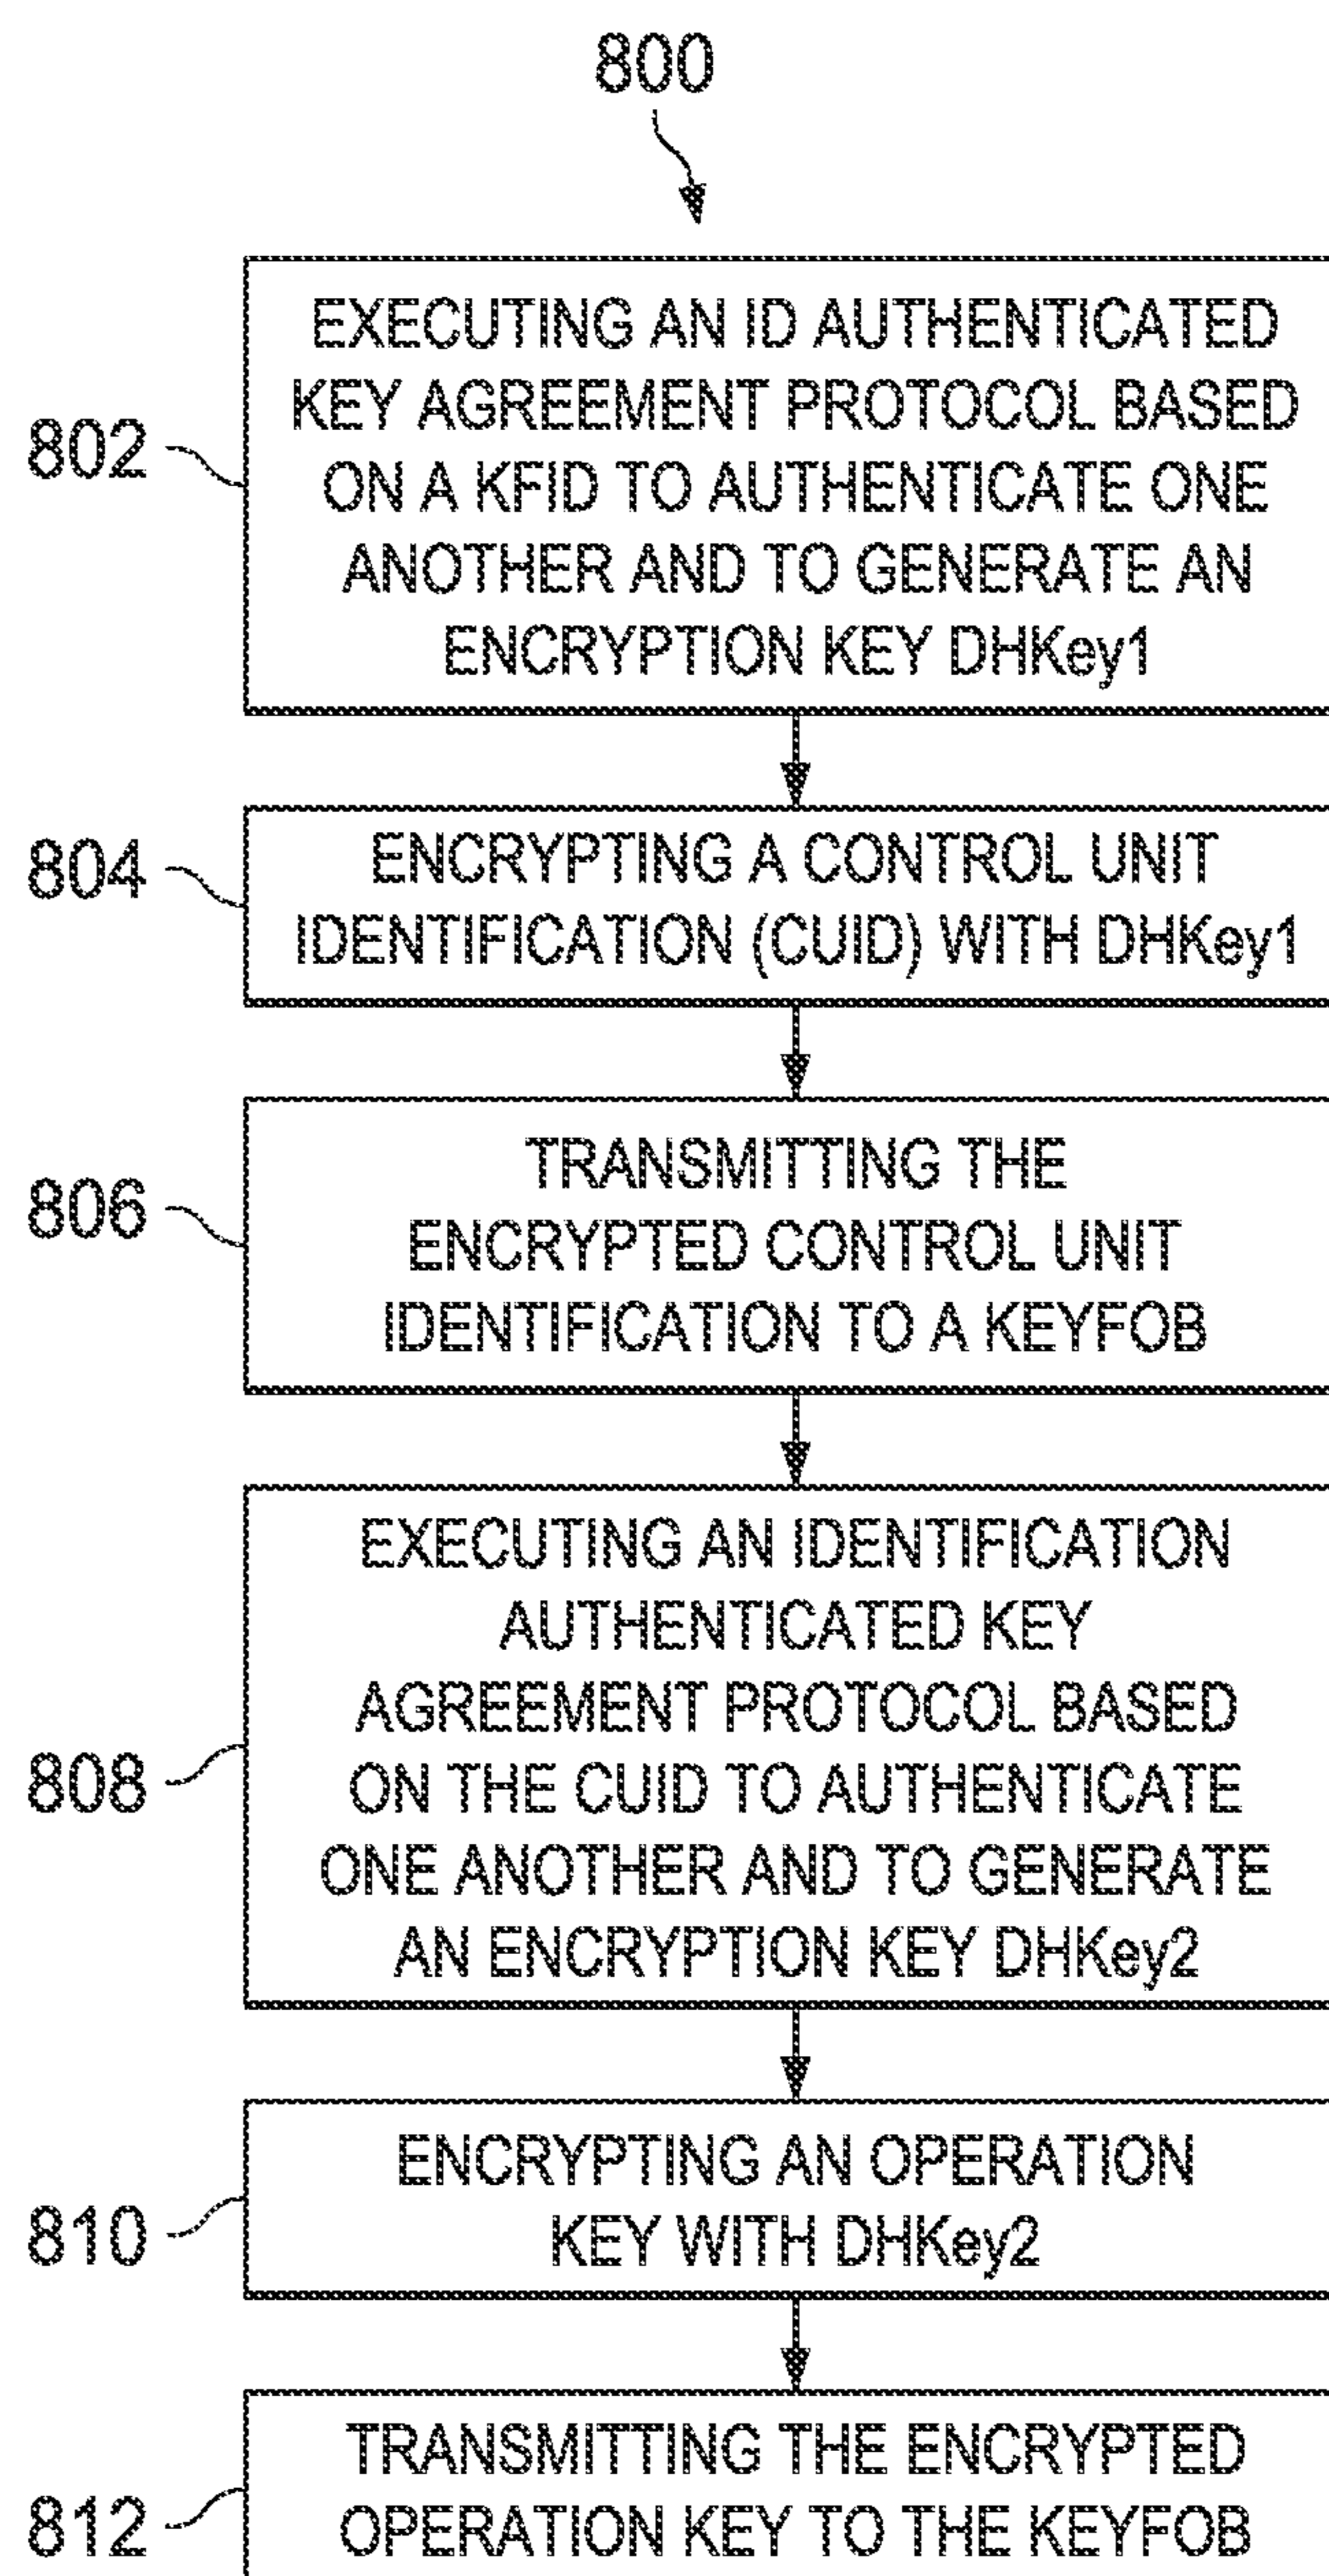 800
802
EXECUTING AN ID AUTHENTICATED
KEY AGREEMENT PROTOCOL BASED
ON A KFID TO AUTHENTICATE ONE
ANOTHER AND TO GENERATE AN
ENCRYPTION KEY DHKey1
804
ENCRYPTING A CONTROL UNIT
IDENTIFICATION (CUID) WITH DHKey1
806
TRANSMITTING THE
ENCRYPTED CONTROL UNIT
IDENTIFICATION TO A KEYFOB
808
EXECUTING AN IDENTIFICATION
AUTHENTICATED KEY
AGREEMENT PROTOCOL BASED
ON THE CUID TO AUTHENTICATE
ONE ANOTHER AND TO GENERATE
AN ENCRYPTION KEY DHKey2
810
ENCRYPTING AN OPERATION
KEY WITH DHKey2
812
TRANSMITTING THE ENCRYPTED
OPERATION KEY TO THE KEYFOB